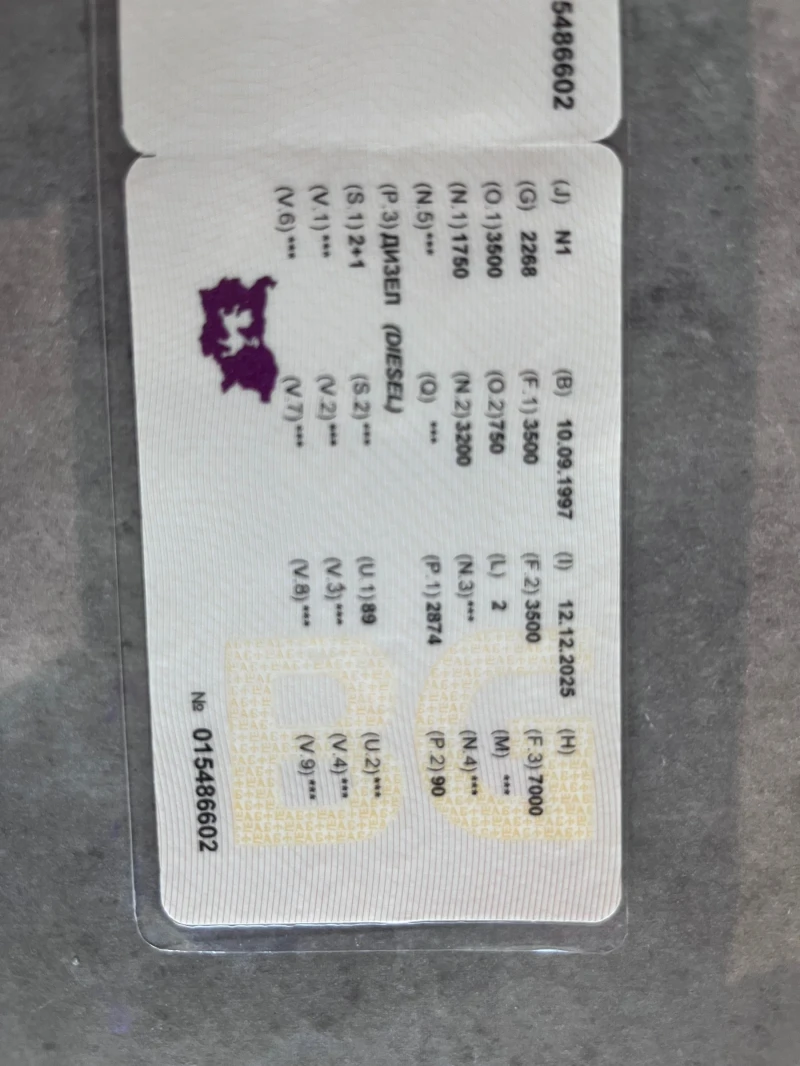 5486602
(J) N1 (B) 10.09.1997 (I) 12.12.2025 (H)
(G) 2268 (F.1) 3500 (F.2) 3500 (F.3) 7000
(O.1) 3500 (O.2) 750 (L) 2 (M) ***
(N.1) 1750 (N.2) 3200 (N.3) *** (N.4) ***
(N.5) *** (Q) *** (P.1) 2874 (P.2) 90
(P.3) ДИЗЕЛ (DIESEL)
(S.1) 2+1 (S.2) *** (U.1) 89 (U.2) ***
(V.1) *** (V.2) *** (V.3) *** (V.4) ***
(V.6) *** (V.7) *** (V.8) *** (V.9) ***
BG
№ 015486602